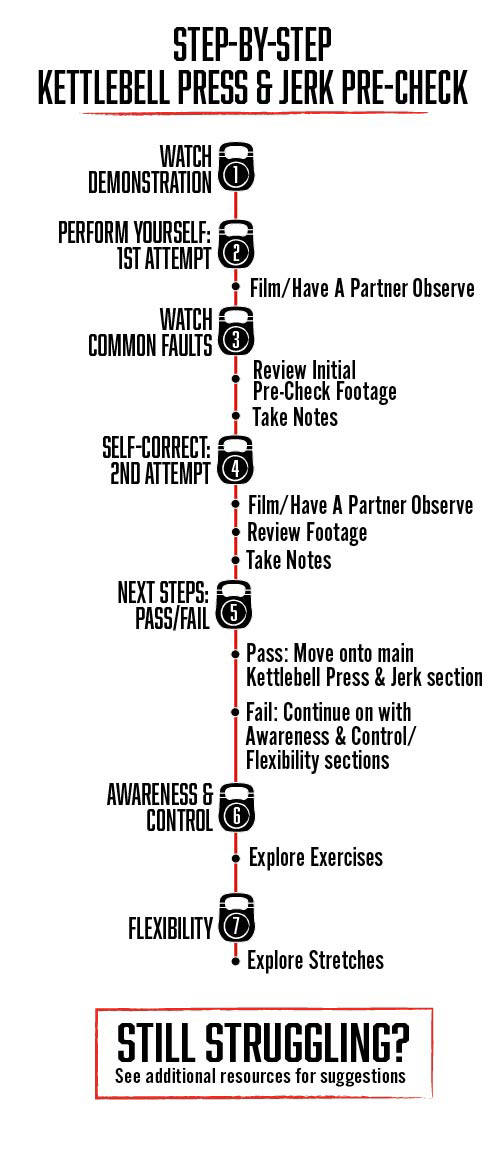 STEP-BY-STEP
KETTLEBELL PRESS & JERK PRE-CHECK
WATCH
DEMONSTRATION
1
PERFORM YOURSELF:
1ST ATTEMPT
2
Film/Have A Partner Observe
WATCH
COMMON FAULTS
3
Review Initial
Pre-Check Footage
Take Notes
SELF-CORRECT:
2ND ATTEMPT
4
Film/Have A Partner Observe
Review Footage
Take Notes
NEXT STEPS:
PASS/FAIL
5
Pass: Move onto main
Kettlebell Press & Jerk section
Fail: Continue on with
Awareness & Control/
Flexibility sections
AWARENESS &
CONTROL
6
Explore Exercises
FLEXIBILITY
7
Explore Stretches
STILL STRUGGLING?
See additional resources for suggestions